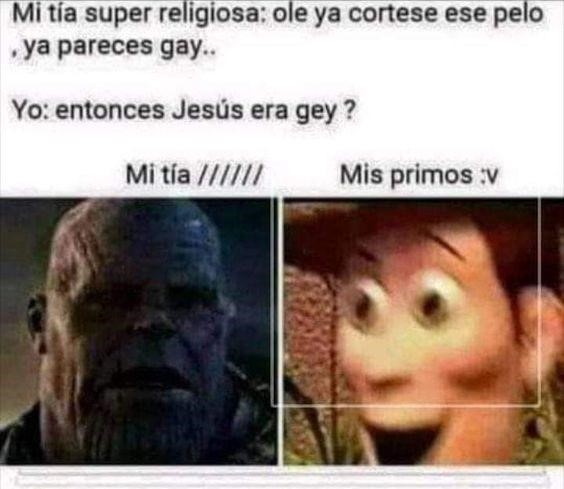 Mi tía super religiosa: ole ya cortese ese pelo
, ya pareces gay..
Yo: entonces Jesús era gey ?
Mi tía ////// Mis primos :v